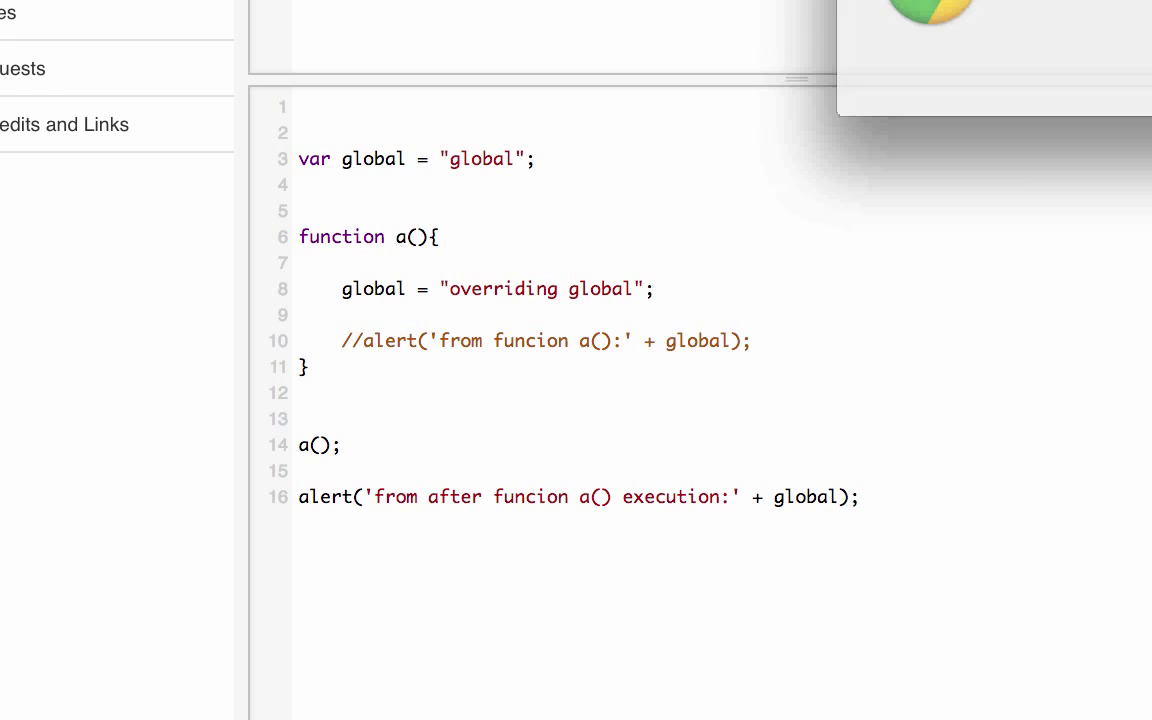 es
uests
edits and Links
1
2
3 var global = "global";
4
5
6 function a(){
7
8 global = "overriding global";
9
10 //alert('from funcion a():' + global);
11 }
12
13
14 a();
15
16 alert('from after funcion a() execution:' + global);